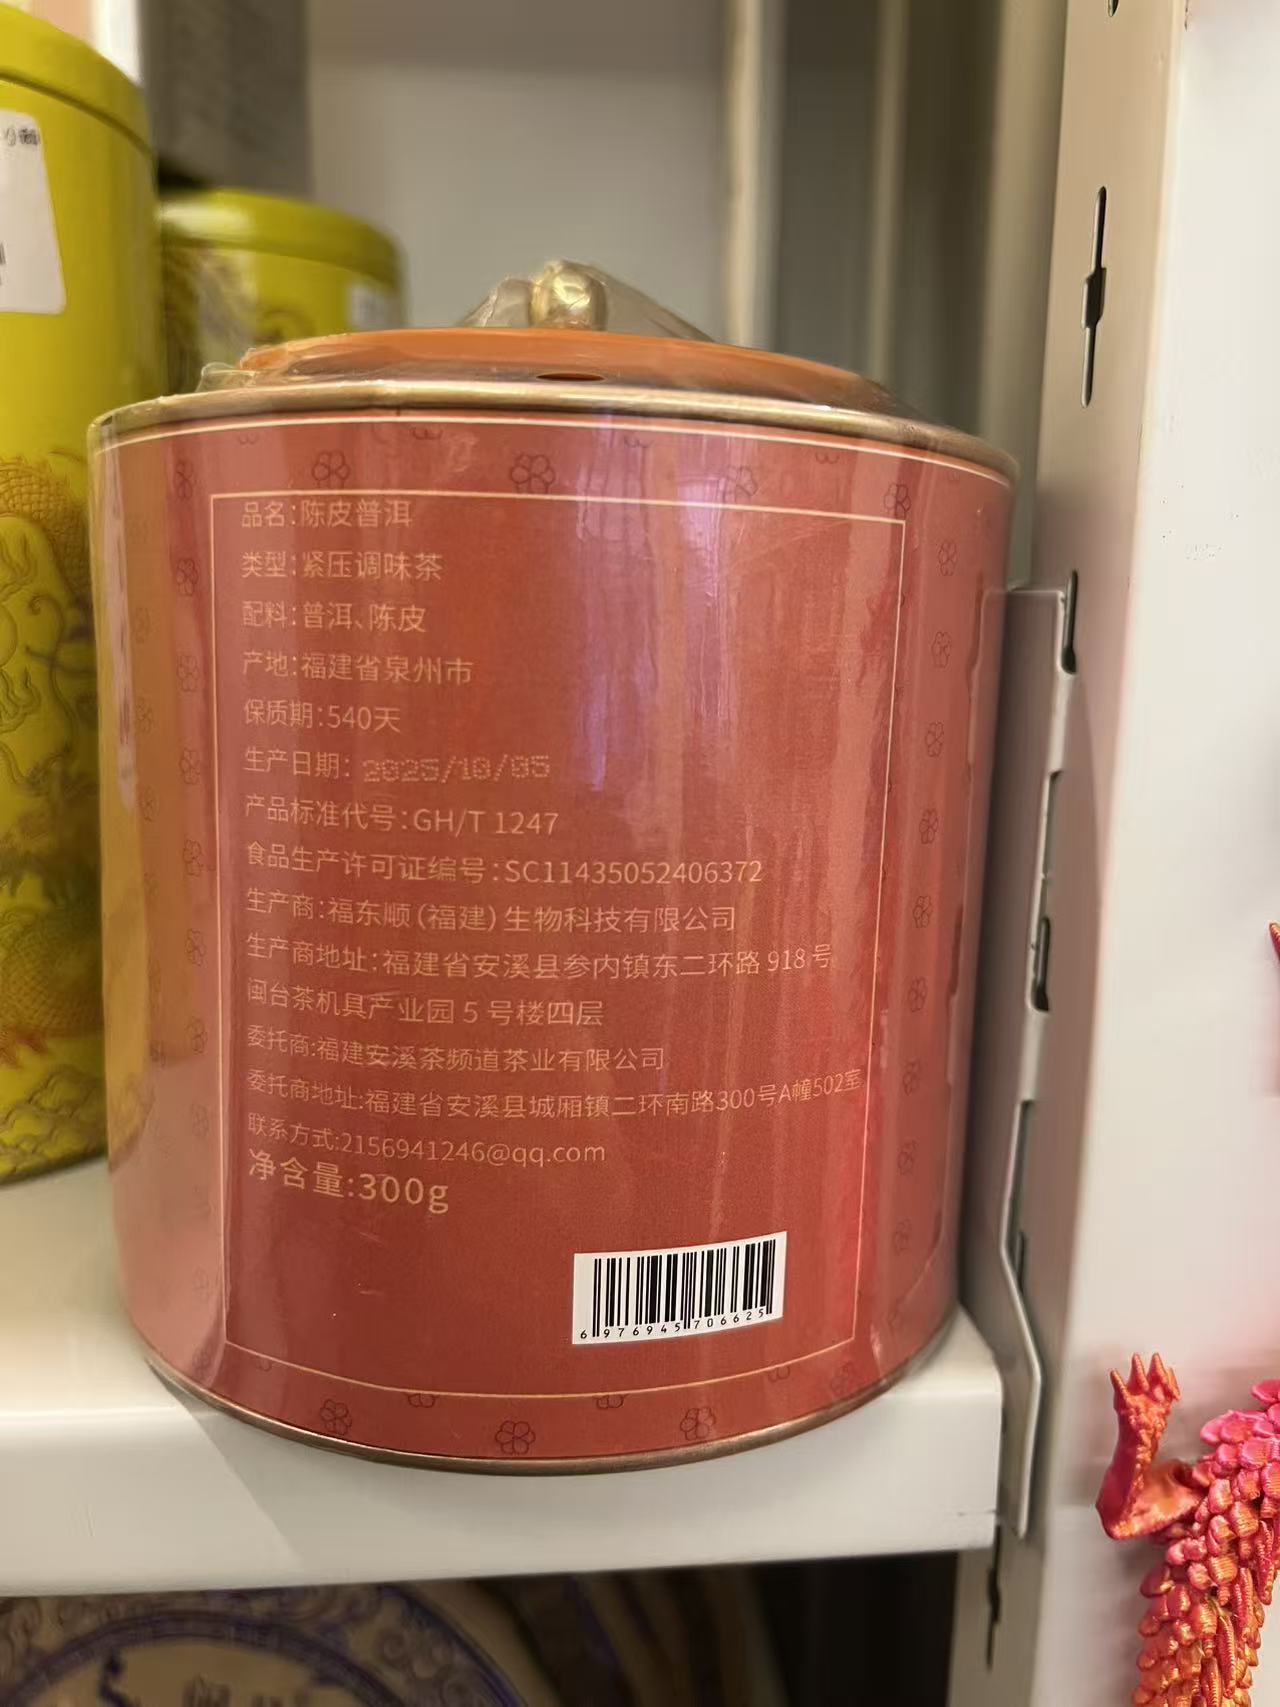 品名:陈皮普洱
类型:紧压调味茶
配料:普洱、陈皮
产地:福建省泉州市
保质期:540天
生产日期: 2025/10/05
产品标准代号:GH/T 1247
食品生产许可证编号:SC11435052406372
生产商:福东顺(福建)生物科技有限公司
生产商地址:福建省安溪县参内镇东二环路 918 号
闽台茶机具产业园 5 号楼四层
委托商:福建安溪茶频道茶业有限公司
委托商地址:福建省安溪县城厢镇二环南路300号A幢502室
联系方式:2156941246@qq.com
净含量:300g
6 976945 706625